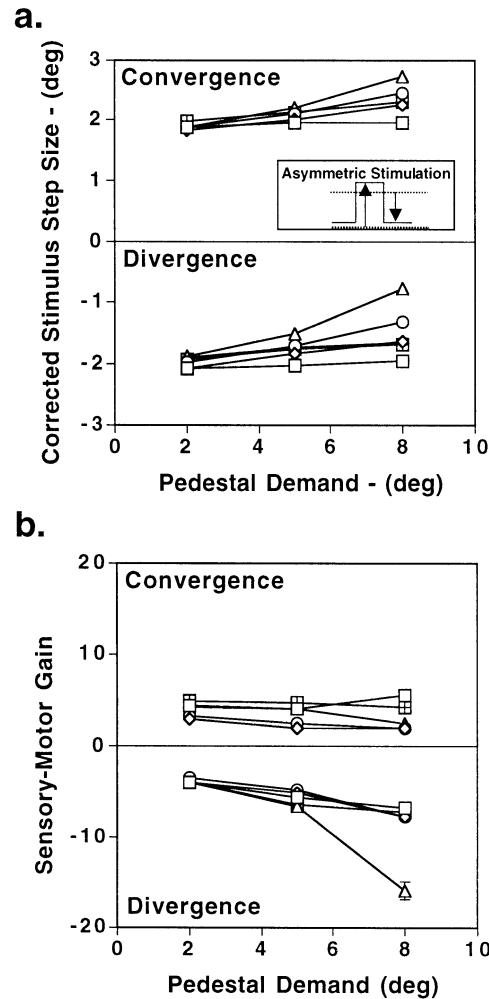 a.
Corrected Stimulus Step Size - (deg)
3
2
1
0
-1
-2
-3
Convergence
Asymmetric Stimulation
Divergence
0 2 4 6 8 10
Pedestal Demand - (deg)
b.
Sensory-Motor Gain
20
10
0
-10
-20
Convergence
Divergence
0 2 4 6 8 10
Pedestal Demand (deg)